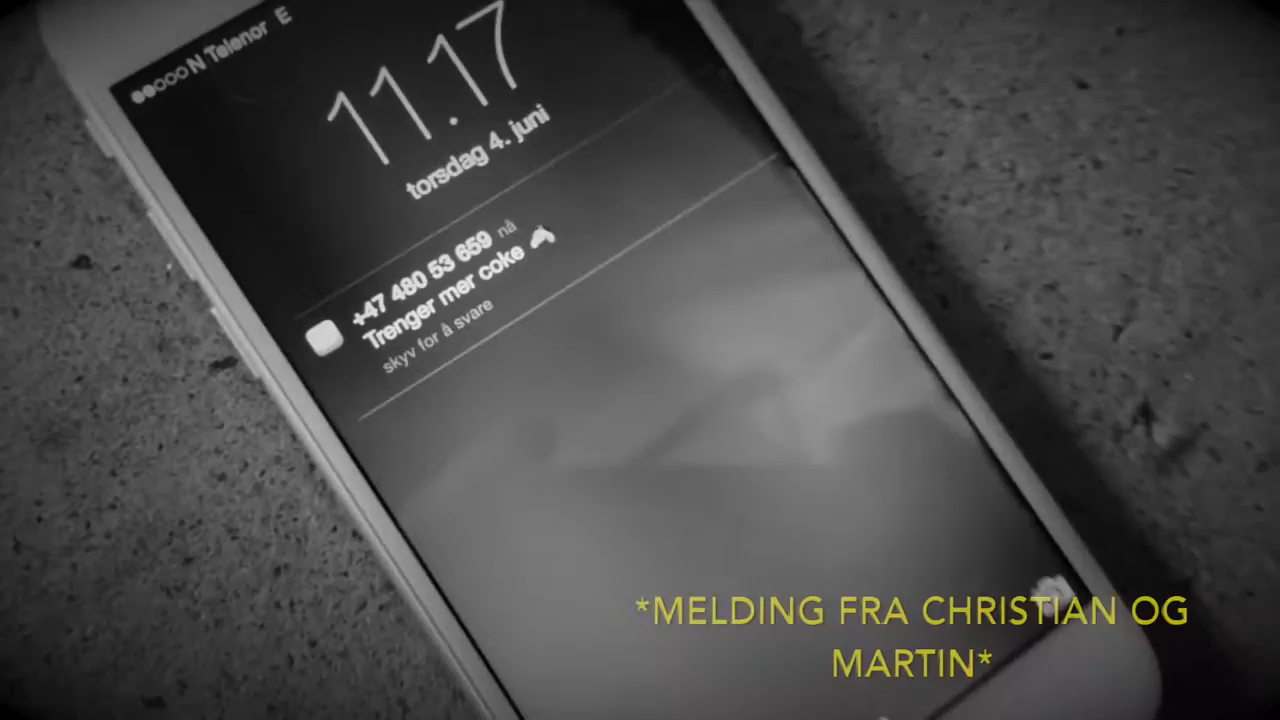 N Telenor E
11.17
torsdag 4. juni
+47 480 53 659 nå
Trenger mer coke
skyv for å svare
*MELDING FRA CHRISTIAN OG
MARTIN*